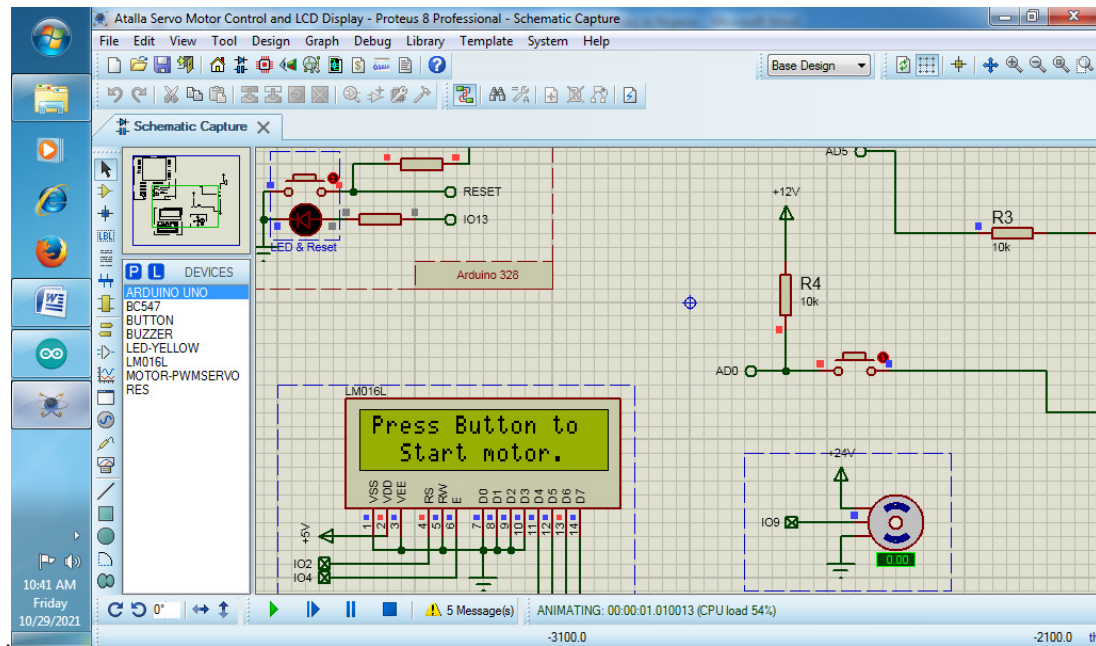 Atalla Servo Motor Control and LCD Display - Proteus 8 Professional - Schematic Capture
File Edit View Tool Design Graph Debug Library Template System Help
Base Design
Schematic Capture
AD5
RESET
+12V
IO13
R3
LED & Reset
10k
LBL
P L DEVICES
Arduino 328
ARDUINO UNO
BC547
BUTTON
BUZZER
LED-YELLOW
LM016L
MOTOR-PWMSERVO
RES
R4
10k
AD0
LM016L
Press Button to
Start motor.
+24V
VSS VDD VEE RS RW E D0 D1 D2 D3 D4 D5 D6 D7
1 2 3 4 5 6 7 8 9 10 11 12 13 14
+5V
IO9
IO2
IO4
0.00
10:41 AM
Friday
10/29/2021
0°
5 Message(s)
ANIMATING: 00:00:01.010013 (CPU load 54%)
-3100.0
-2100.0
th